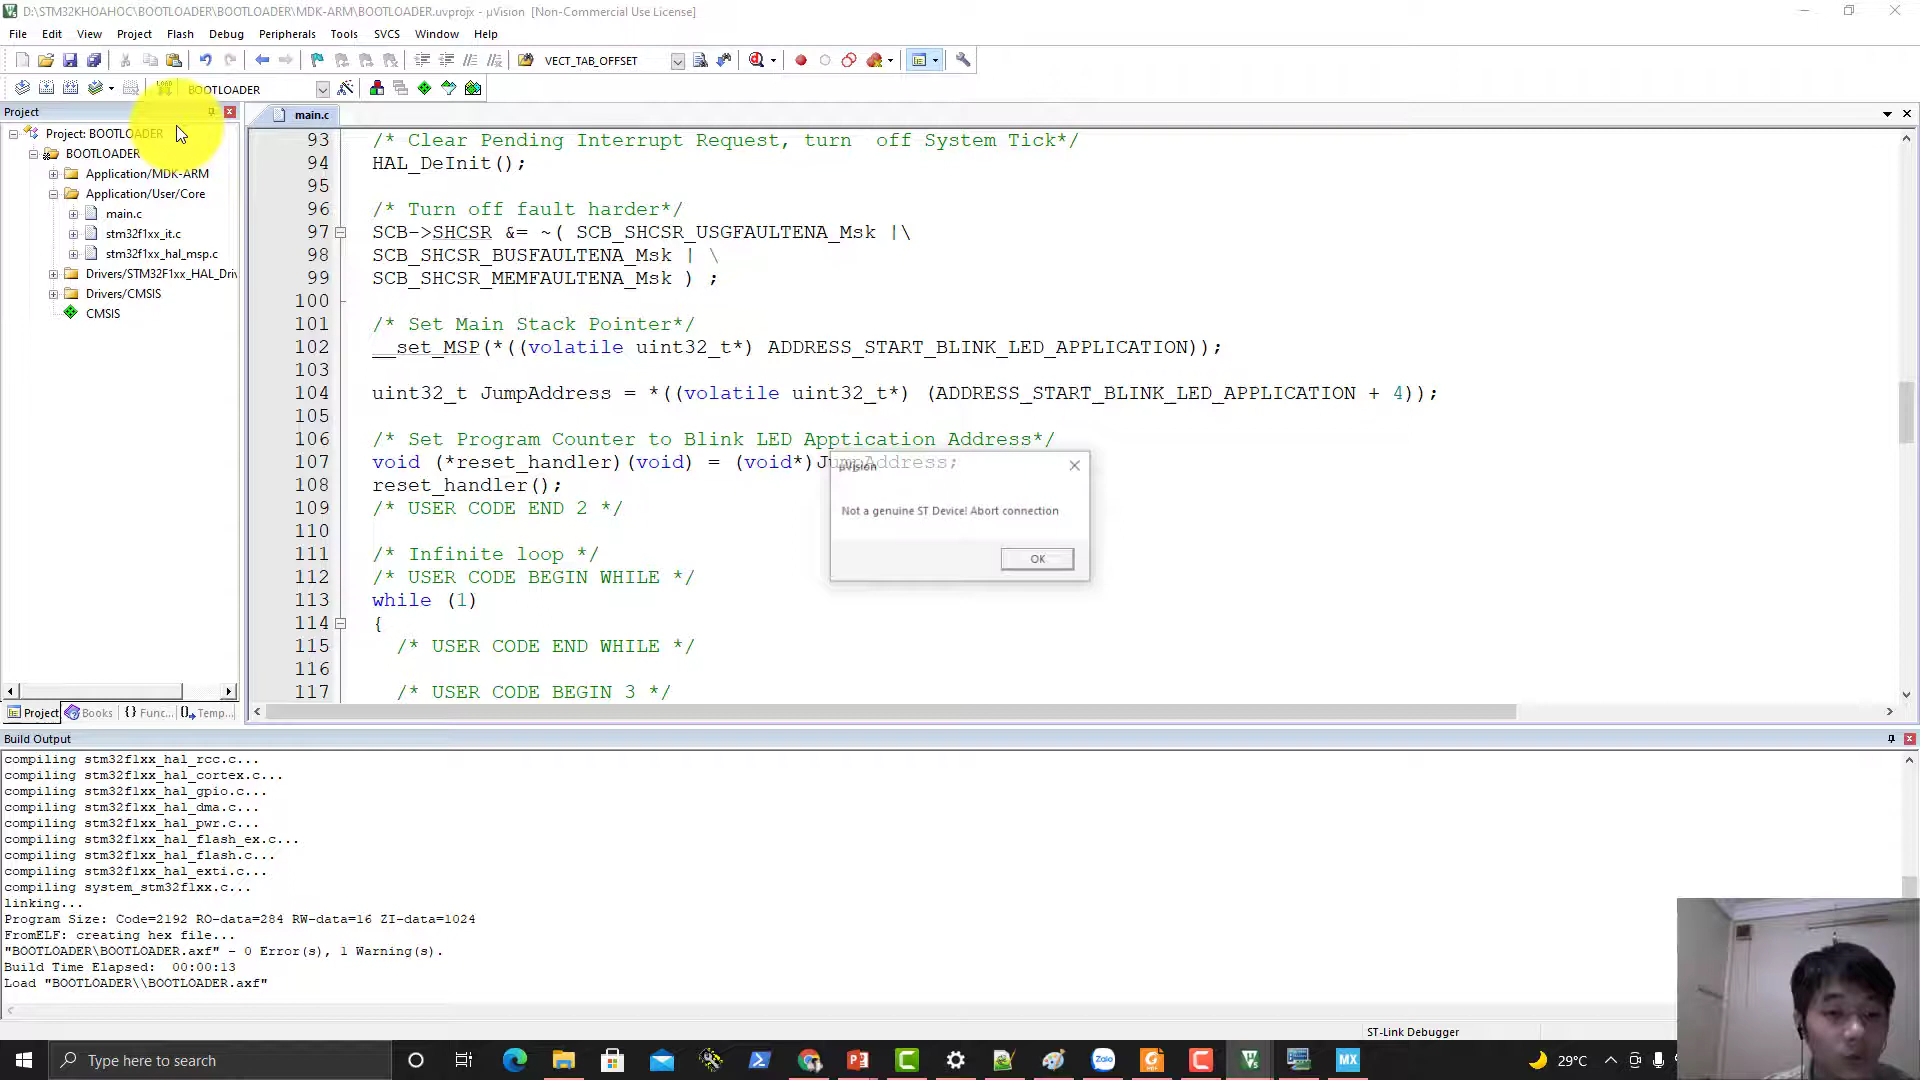 D:\STM32KHOAHOC\BOOTLOADER\BOOTLOADER\MDK-ARM\BOOTLOADER.uvprojx - µVision  [Non-Commercial Use License]
File Edit View Project Flash Debug Peripherals Tools SVCS Window Help
VECT_TAB_OFFSET
LOAD BOOTLOADER
Project
Project: BOOTLOADER
BOOTLOADER
Application/MDK-ARM
Application/User/Core
main.c
stm32f1xx_it.c
stm32f1xx_hal_msp.c
Drivers/STM32F1xx_HAL_Driv
Drivers/CMSIS
CMSIS
Project Books {} Func... Temp...
main.c
93 /* Clear Pending Interrupt Request, turn  off System Tick*/
94 HAL_DeInit();
95
96 /* Turn off fault harder*/
97 SCB->SHCSR &= ~( SCB_SHCSR_USGFAULTENA_Msk |\
98 SCB_SHCSR_BUSFAULTENA_Msk | \
99 SCB_SHCSR_MEMFAULTENA_Msk ) ;
100
101 /* Set Main Stack Pointer*/
102 __set_MSP(*((volatile uint32_t*) ADDRESS_START_BLINK_LED_APPLICATION));
103
104 uint32_t JumpAddress = *((volatile uint32_t*) (ADDRESS_START_BLINK_LED_APPLICATION + 4));
105
106 /* Set Program Counter to Blink LED Apptication Address*/
107 void (*reset_handler)(void) = (void*)JumpAddress;
108 reset_handler();
109 /* USER CODE END 2 */
110
111 /* Infinite loop */
112 /* USER CODE BEGIN WHILE */
113 while (1)
114 {
115 /* USER CODE END WHILE */
116
117 /* USER CODE BEGIN 3 */
µVision
Not a genuine ST Device! Abort connection
OK
Build Output
compiling stm32f1xx_hal_rcc.c...
compiling stm32f1xx_hal_cortex.c...
compiling stm32f1xx_hal_gpio.c...
compiling stm32f1xx_hal_dma.c...
compiling stm32f1xx_hal_pwr.c...
compiling stm32f1xx_hal_flash_ex.c...
compiling stm32f1xx_hal_flash.c...
compiling stm32f1xx_hal_exti.c...
compiling system_stm32f1xx.c...
linking...
Program Size: Code=2192 RO-data=284 RW-data=16 ZI-data=1024
FromELF: creating hex file...
"BOOTLOADER\BOOTLOADER.axf" - 0 Error(s), 1 Warning(s).
Build Time Elapsed:  00:00:13
Load "BOOTLOADER\\BOOTLOADER.axf"
ST-Link Debugger
Type here to search
Zalo
MX
29°C